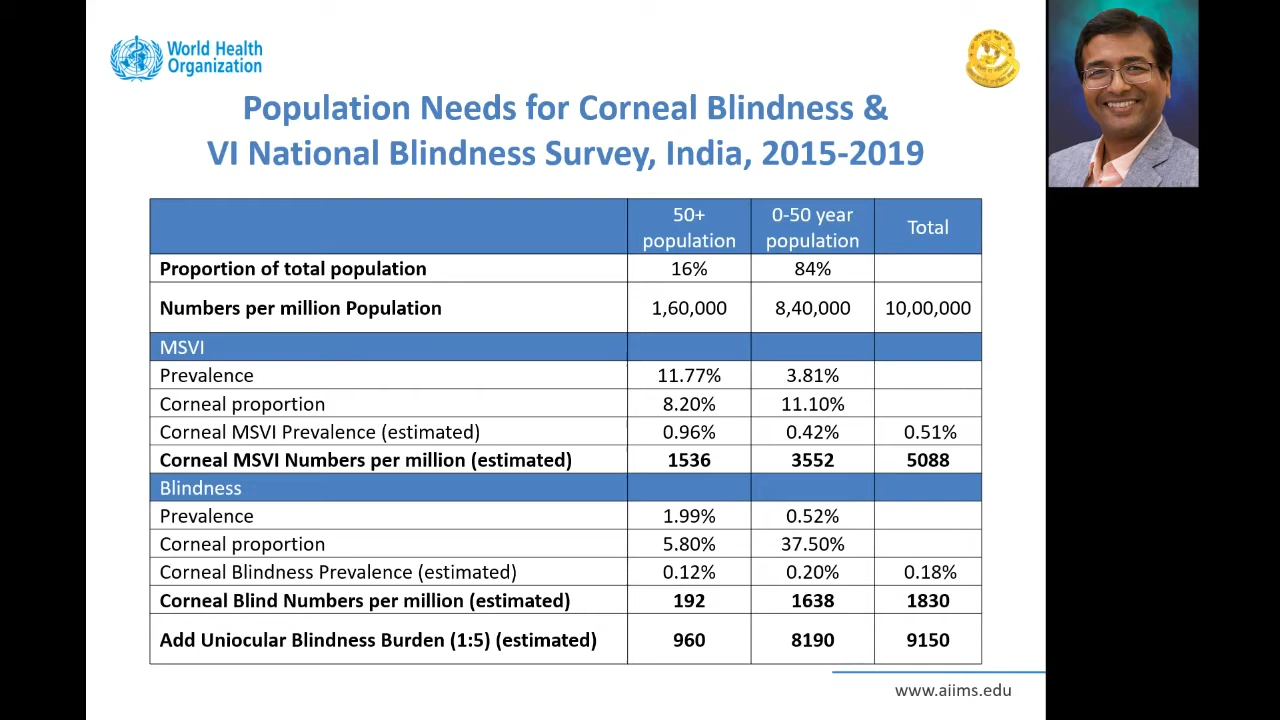 World Health
Organization
Population Needs for Corneal Blindness &
VI National Blindness Survey, India, 2015-2019
50+ population 0-50 year population Total
Proportion of total population 16% 84%
Numbers per million Population 1,60,000 8,40,000 10,00,000
MSVI
Prevalence 11.77% 3.81%
Corneal proportion 8.20% 11.10%
Corneal MSVI Prevalence (estimated) 0.96% 0.42% 0.51%
Corneal MSVI Numbers per million (estimated) 1536 3552 5088
Blindness
Prevalence 1.99% 0.52%
Corneal proportion 5.80% 37.50%
Corneal Blindness Prevalence (estimated) 0.12% 0.20% 0.18%
Corneal Blind Numbers per million (estimated) 192 1638 1830
Add Uniocular Blindness Burden (1:5) (estimated) 960 8190 9150
www.aiims.edu